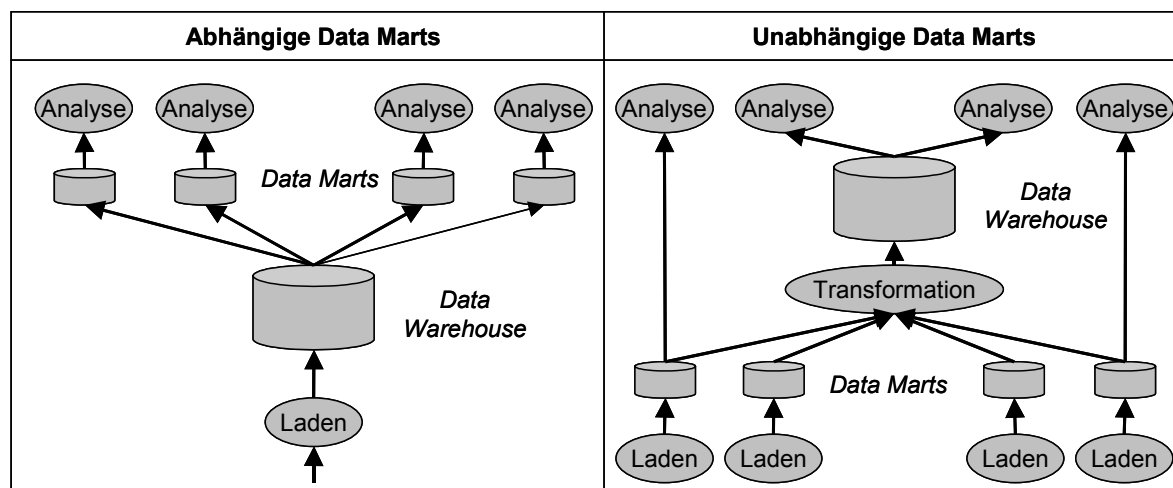 Abhängige Data Marts
Unabhängige Data Marts
Analyse
Analyse
Analyse
Analyse
Data Marts
Data
Warehouse
Laden
Analyse
Analyse
Analyse
Analyse
Data
Warehouse
Transformation
Data Marts
Laden
Laden
Laden
Laden